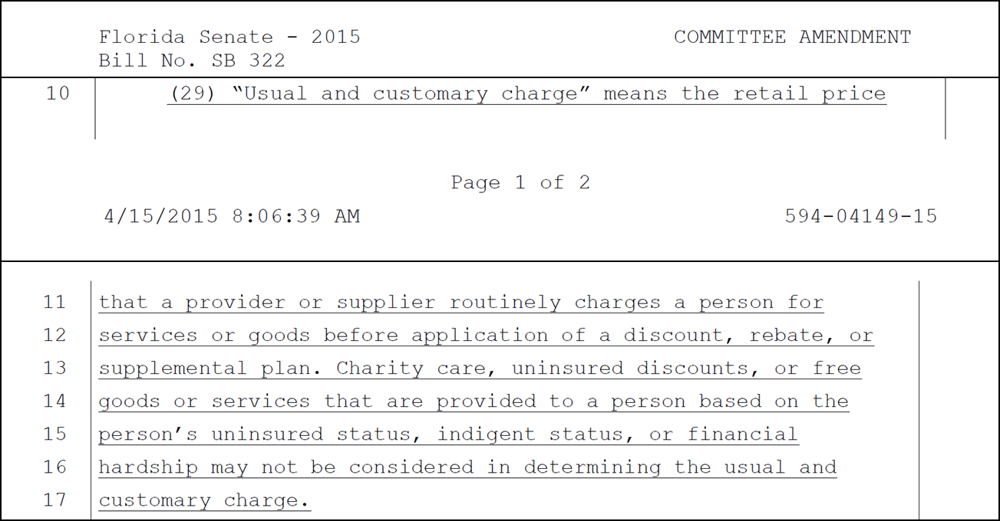 Florida Senate - 2015 COMMITTEE AMENDMENT
Bill No. SB 322
10 (29) “Usual and customary charge” means the retail price
Page 1 of 2
4/15/2015 8:06:39 AM 594-04149-15
11 that a provider or supplier routinely charges a person for
12 services or goods before application of a discount, rebate, or
13 supplemental plan. Charity care, uninsured discounts, or free
14 goods or services that are provided to a person based on the
15 person’s uninsured status, indigent status, or financial
16 hardship may not be considered in determining the usual and
17 customary charge.